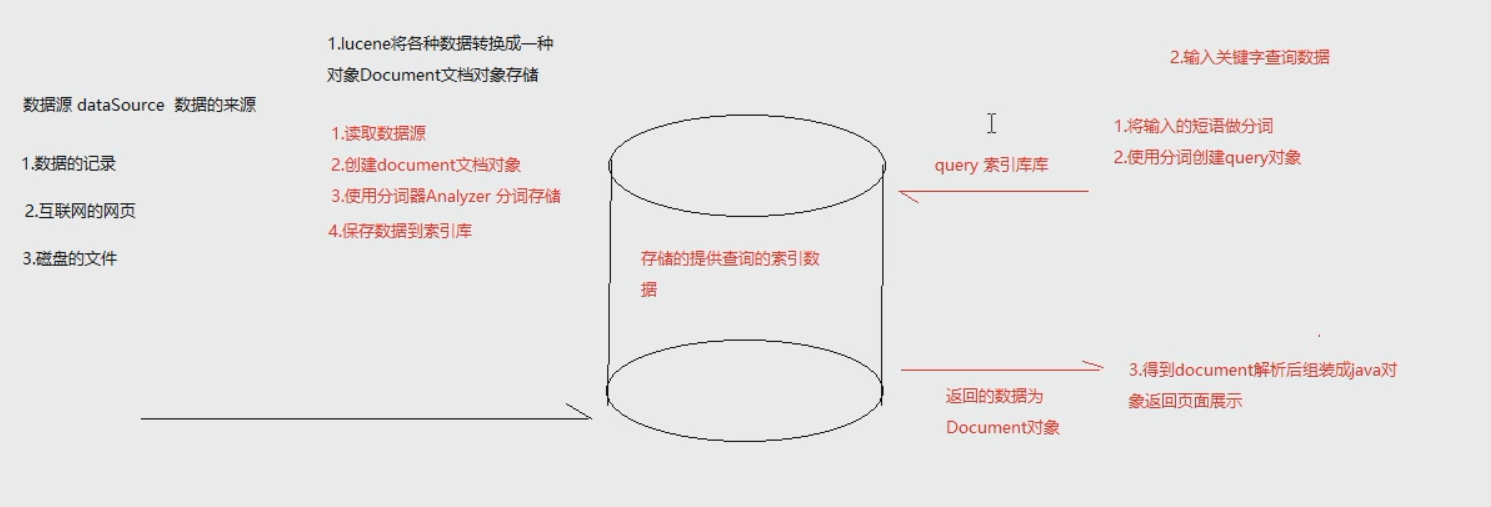 1.lucene将各种数据转换成一种
对象Document文档对象存储
数据源 dataSource 数据的来源
1.数据的记录
2.互联网的网页
3.磁盘的文件
1.读取数据源
2.创建document文档对象
3.使用分词器Analyzer 分词存储
4.保存数据到索引库
存储的提供查询的索引数
据
2.输入关键字查询数据
1.将输入的短语做分词
2.使用分词创建query对象
query 索引库库
返回的数据为
Document对象
3.得到document解析后组装成java对
象返回页面展示